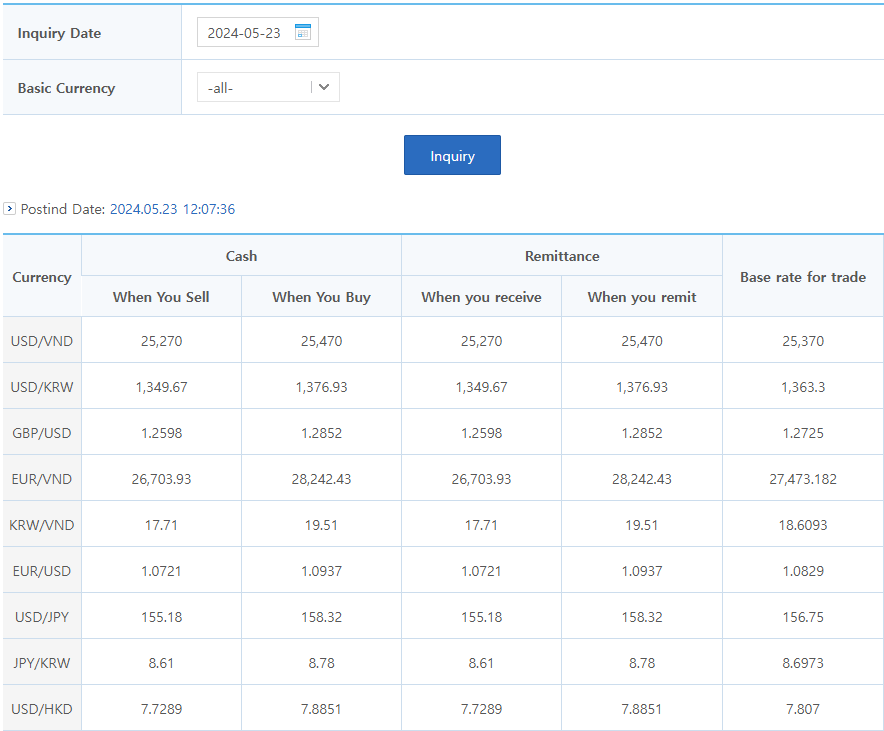 Inquiry Date 2024-05-23
Basic Currency -all-
Inquiry
Postind Date: 2024.05.23 12:07:36
Currency Cash Remittance Base rate for trade
When You Sell When You Buy When you receive When you remit
USD/VND 25,270 25,470 25,270 25,470 25,370
USD/KRW 1,349.67 1,376.93 1,349.67 1,376.93 1,363.3
GBP/USD 1.2598 1.2852 1.2598 1.2852 1.2725
EUR/VND 26,703.93 28,242.43 26,703.93 28,242.43 27,473.182
KRW/VND 17.71 19.51 17.71 19.51 18.6093
EUR/USD 1.0721 1.0937 1.0721 1.0937 1.0829
USD/JPY 155.18 158.32 155.18 158.32 156.75
JPY/KRW 8.61 8.78 8.61 8.78 8.6973
USD/HKD 7.7289 7.8851 7.7289 7.8851 7.807